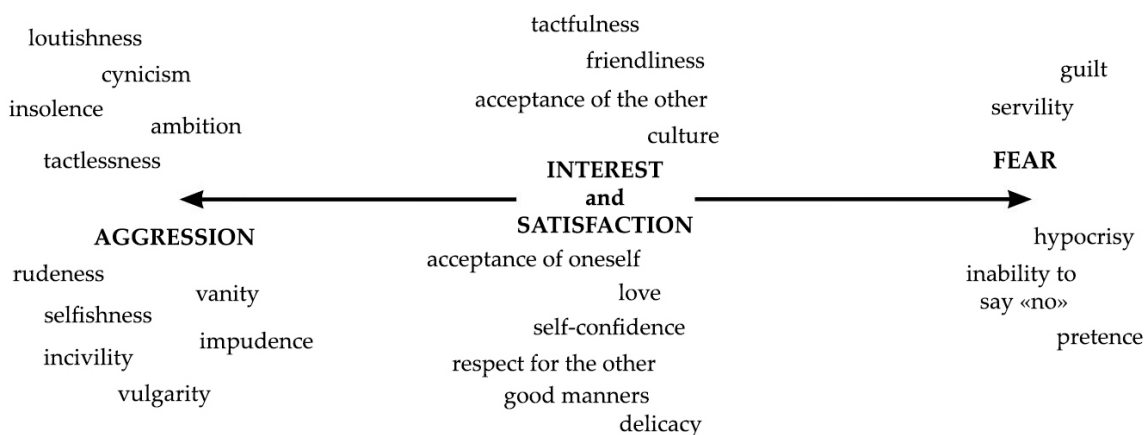 loutishness
cynicism
insolence
ambition
tactlessness
AGGRESSION
rudeness
vanity
selfishness
impudence
incivility
vulgarity
tactfulness
friendliness
acceptance of the other
culture
INTEREST
and
SATISFACTION
acceptance of oneself
love
self-confidence
respect for the other
good manners
delicacy
guilt
servility
FEAR
hypocrisy
inability to
say «no»
pretence